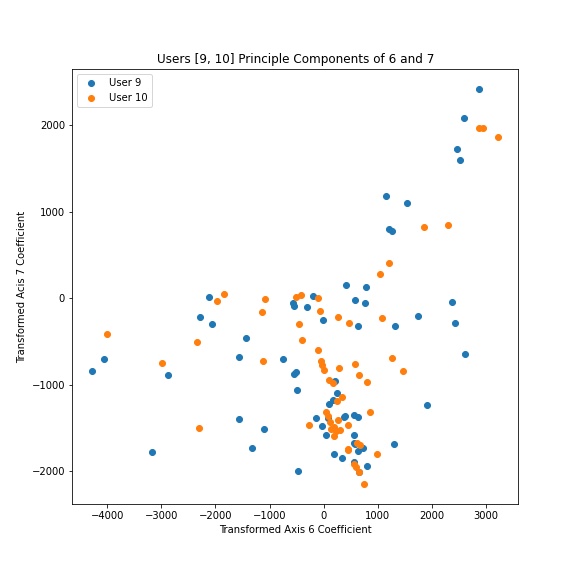 Users [9, 10] Principle Components of 6 and 7
User 9
User 10
Transformed Acis 7 Coefficient
2000
1000
0
−1000
−2000
−4000 −3000 −2000 −1000 0 1000 2000 3000
Transformed Axis 6 Coefficient